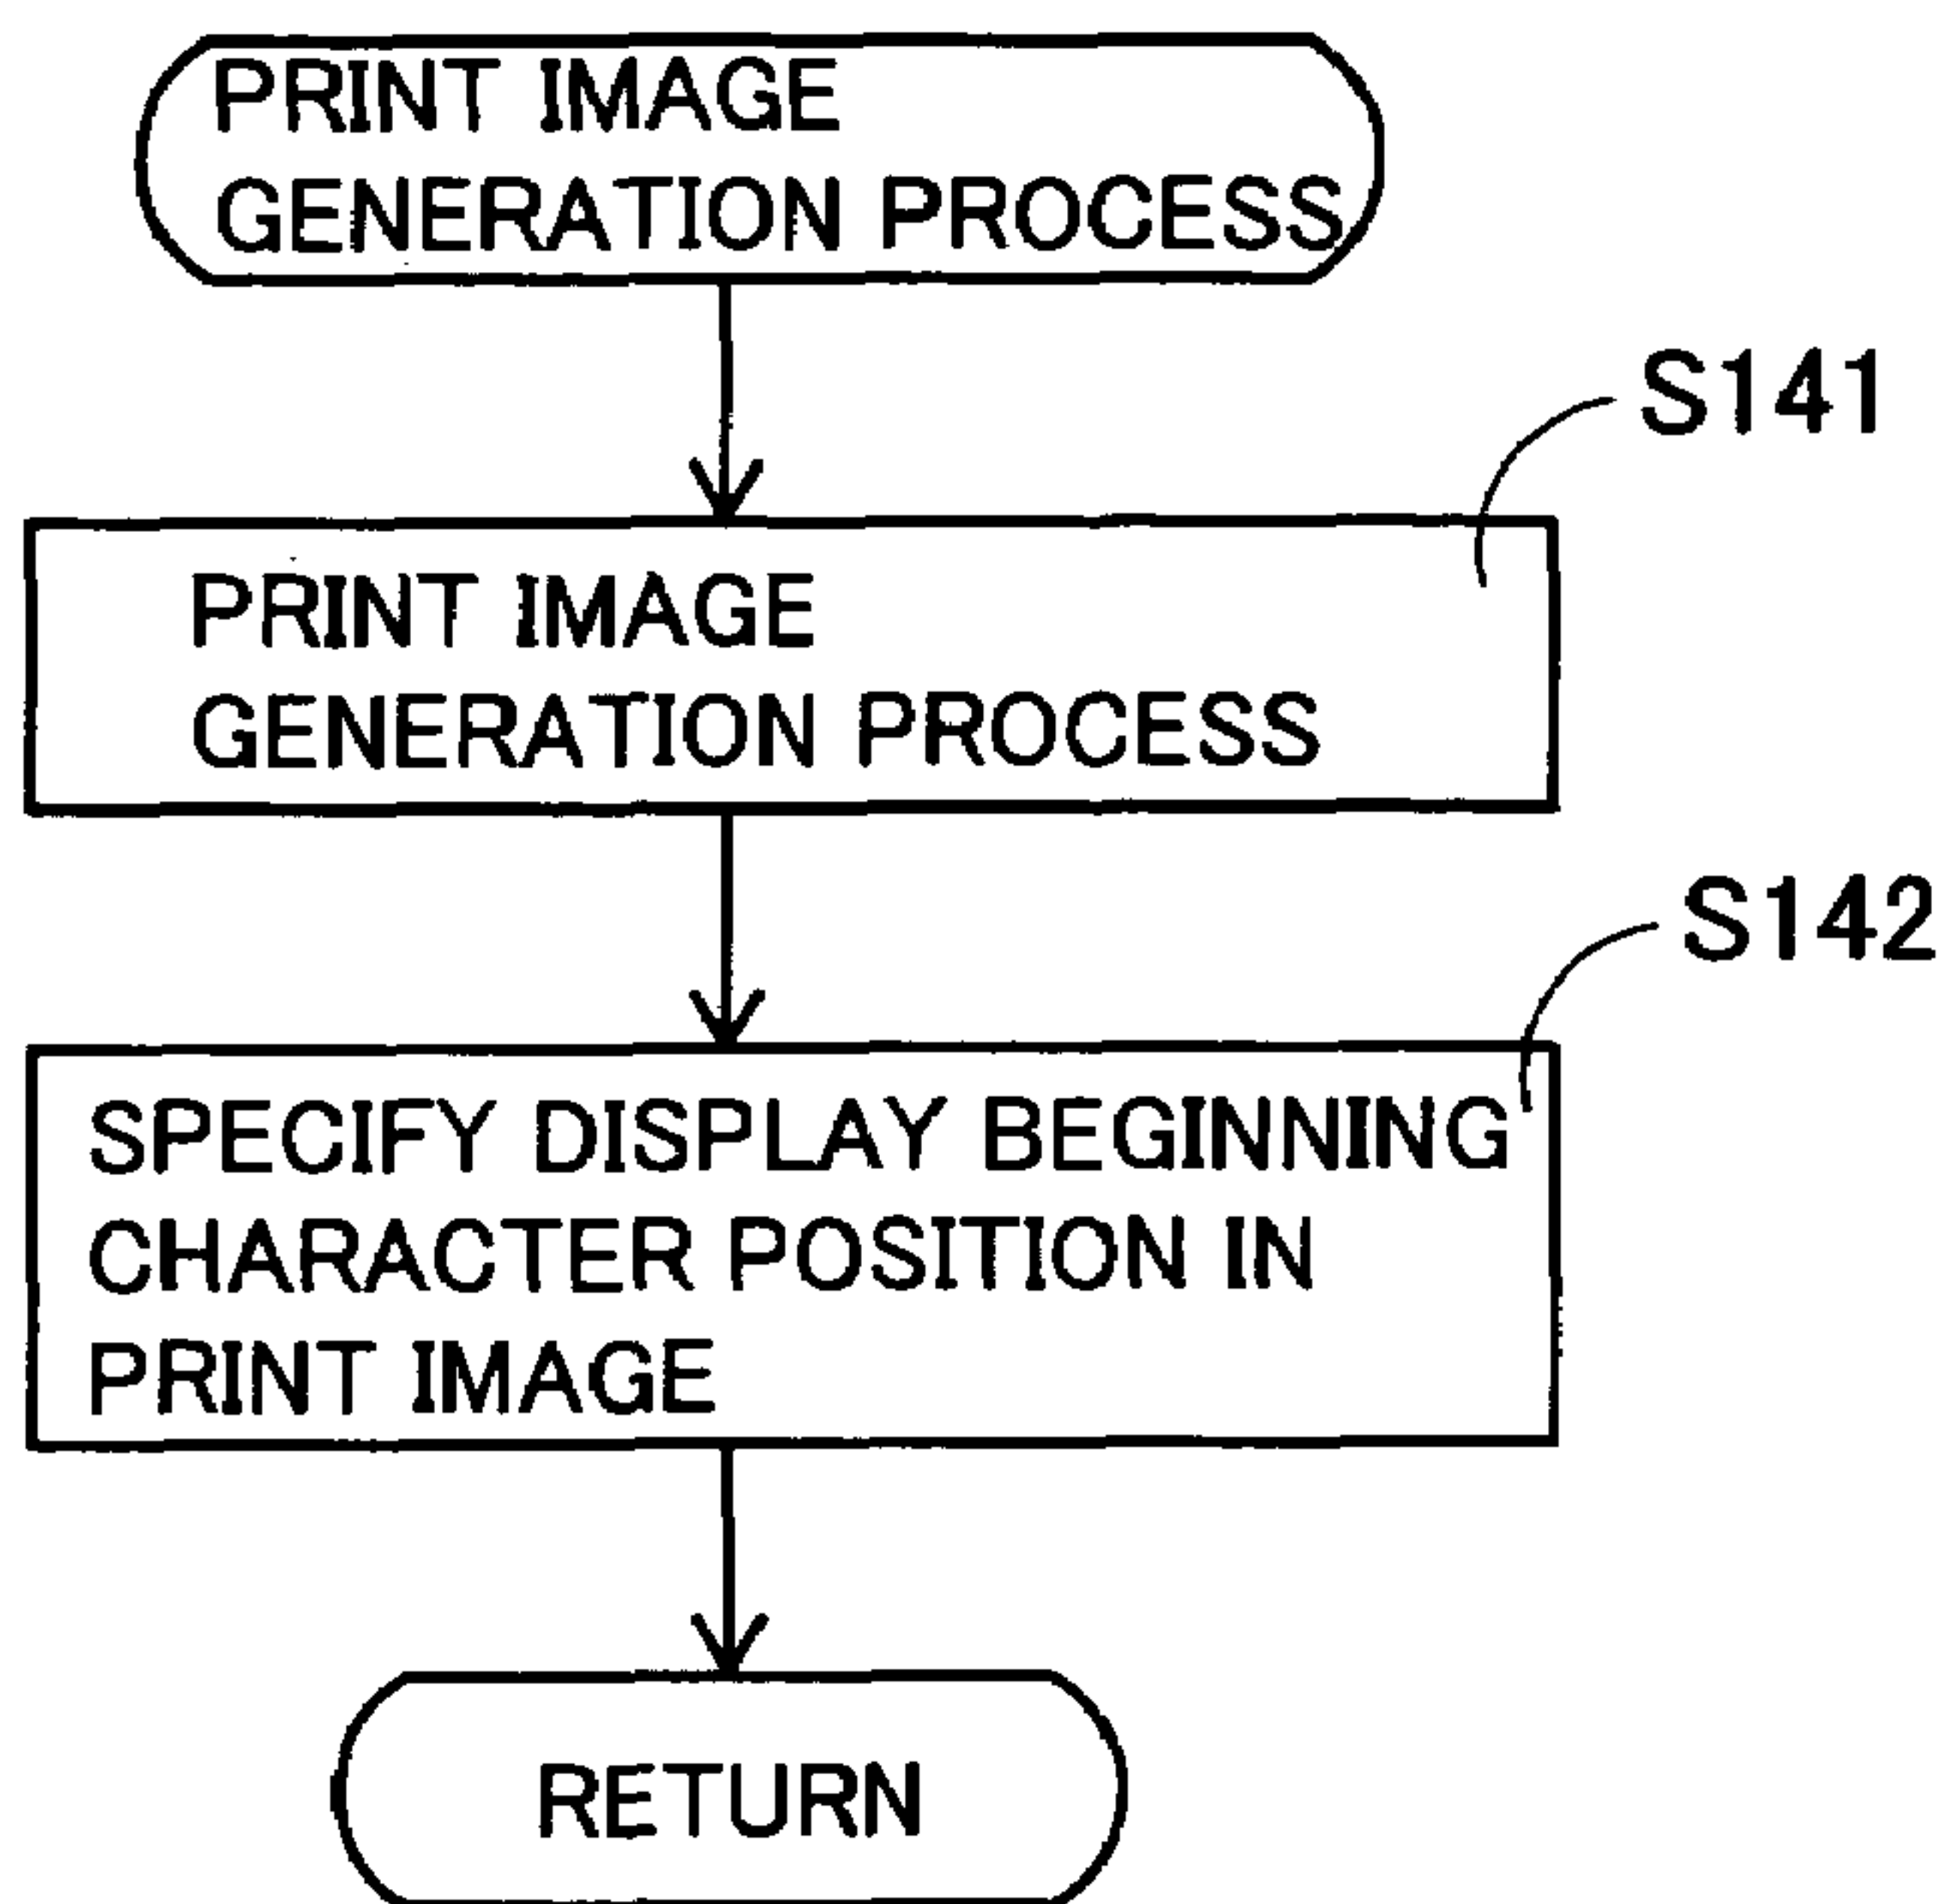 PRINT IMAGE
GENERATION PROCESS
S141
PRINT IMAGE
GENERATION PROCESS
S142
SPECIFY DISPLAY BEGINNING
CHARACTER POSITION IN
PRINT IMAGE
RETURN